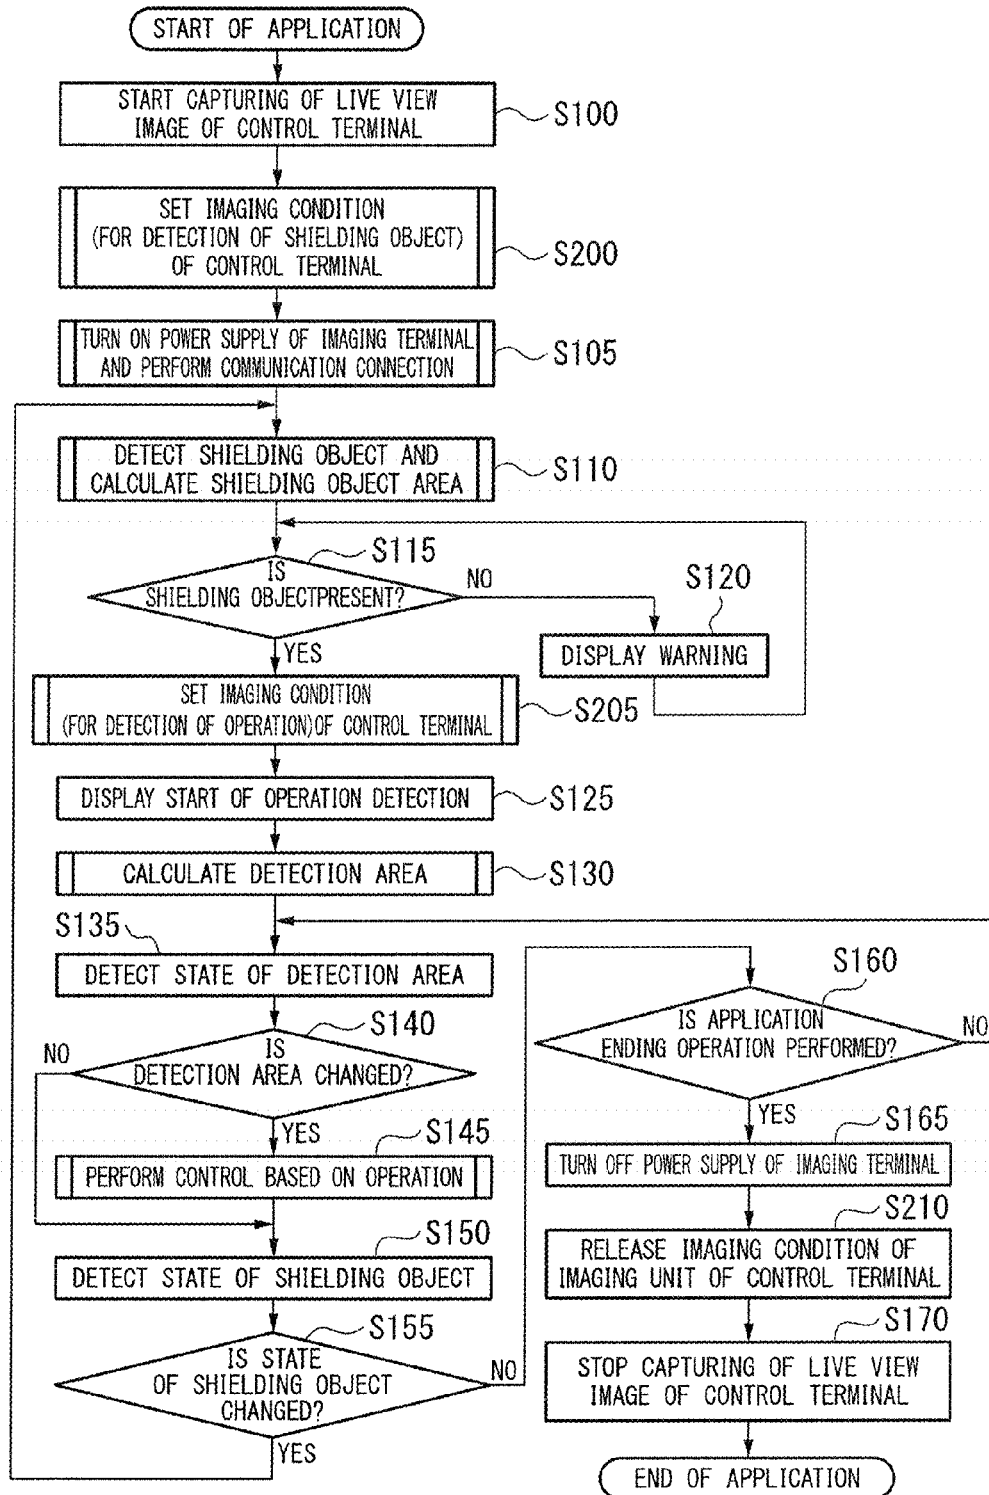 START OF APPLICATION
START CAPTURING OF LIVE VIEW
IMAGE OF CONTROL TERMINAL
S100
SET IMAGING CONDITION
(FOR DETECTION OF SHIELDING OBJECT)
OF CONTROL TERMINAL
S200
TURN ON POWER SUPPLY OF IMAGING TERMINAL
AND PERFORM COMMUNICATION CONNECTION
S105
DETECT SHIELDING OBJECT AND
CALCULATE SHIELDING OBJECT AREA
S110
S115
IS
SHIELDING OBJECTPRESENT?
NO
YES
S120
DISPLAY WARNING
SET IMAGING CONDITION
(FOR DETECTION OF OPERATION)OF CONTROL TERMINAL
S205
DISPLAY START OF OPERATION DETECTION
S125
CALCULATE DETECTION AREA
S130
S135
DETECT STATE OF DETECTION AREA
S140
IS
DETECTION AREA CHANGED?
NO
YES
S145
PERFORM CONTROL BASED ON OPERATION
S150
DETECT STATE OF SHIELDING OBJECT
S155
IS STATE
OF SHIELDING OBJECT
CHANGED?
NO
YES
S160
IS APPLICATION
ENDING OPERATION PERFORMED?
NO
YES
S165
TURN OFF POWER SUPPLY OF IMAGING TERMINAL
S210
RELEASE IMAGING CONDITION OF
IMAGING UNIT OF CONTROL TERMINAL
S170
STOP CAPTURING OF LIVE VIEW
IMAGE OF CONTROL TERMINAL
END OF APPLICATION